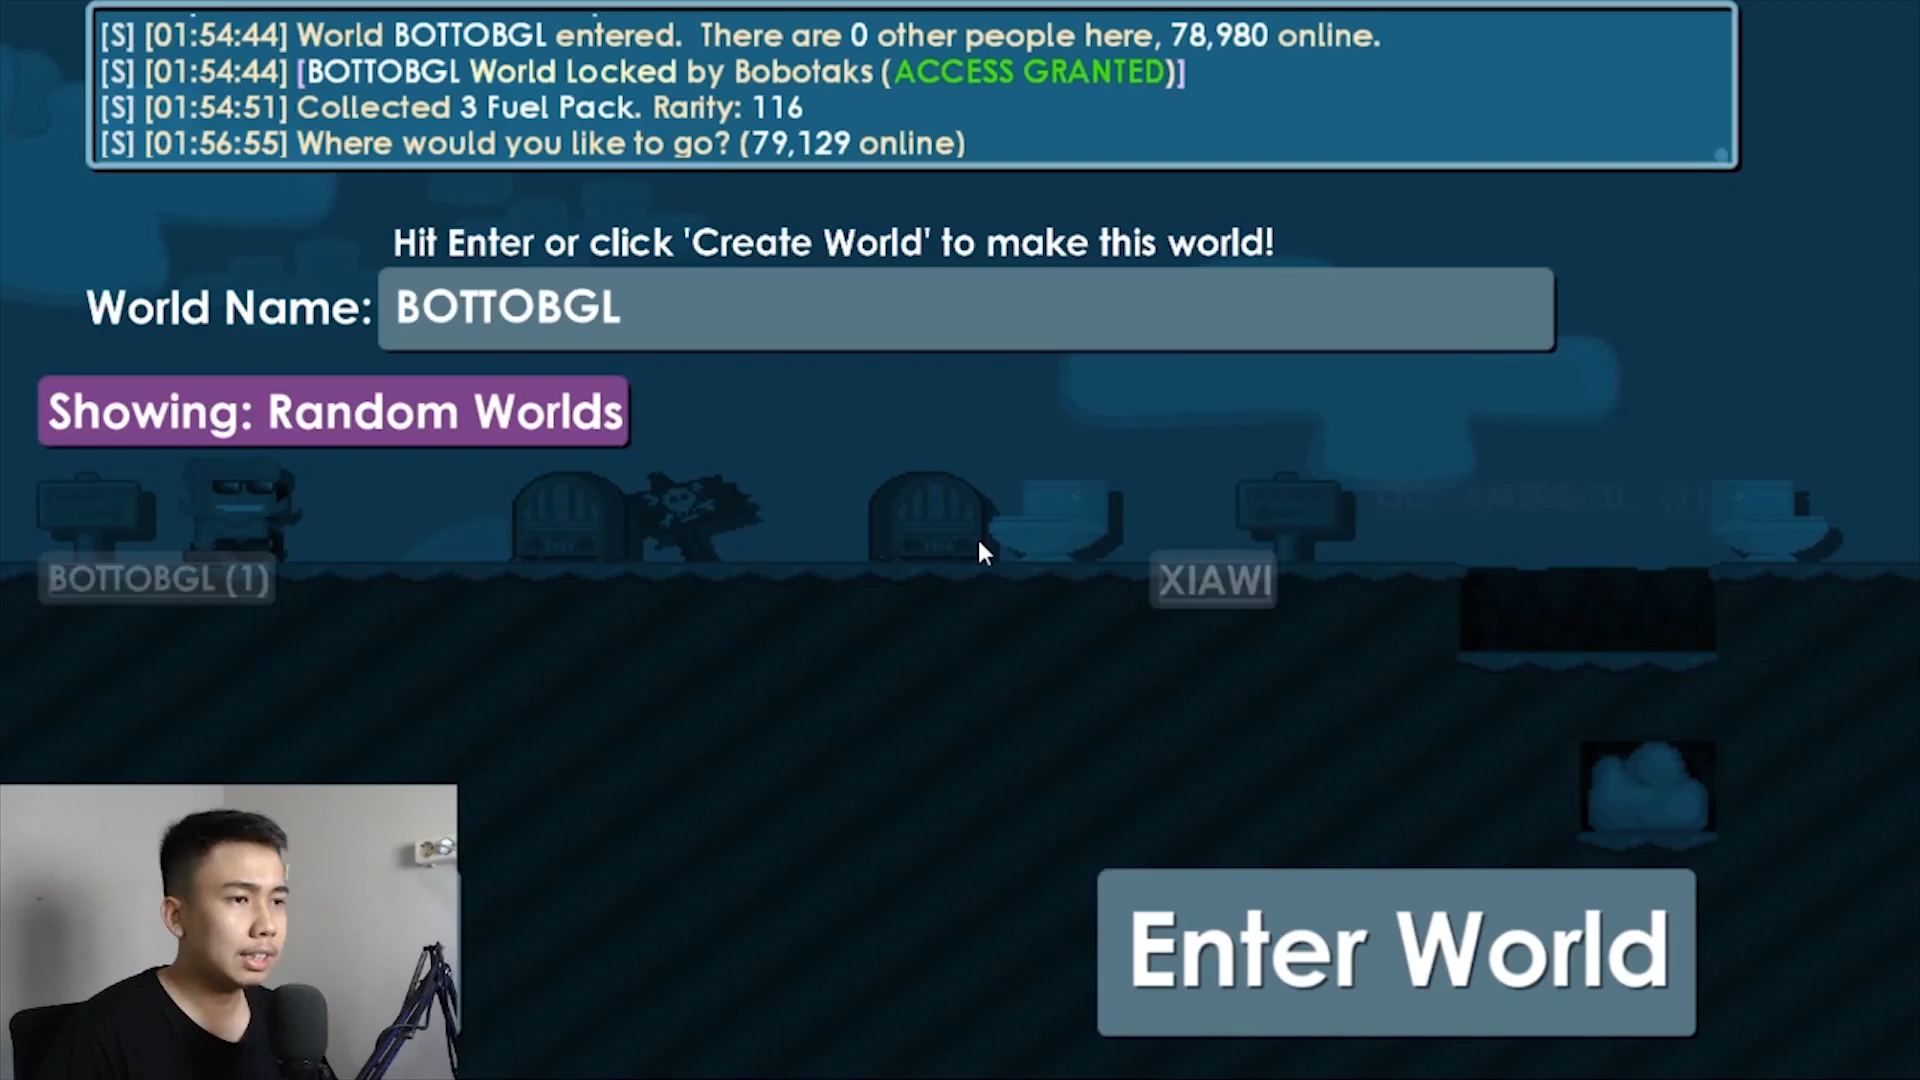 [S] [01:54:44] World BOTTOBGL entered.  There are 0 other people here, 78,980 online.
[S] [01:54:44] [BOTTOBGL World Locked by Bobotaks (ACCESS GRANTED)]
[S] [01:54:51] Collected 3 Fuel Pack. Rarity: 116
[S] [01:56:55] Where would you like to go? (79,129 online)
Hit Enter or click 'Create World' to make this world!
World Name: BOTTOBGL
Showing: Random Worlds
BOTTOBGL (1)
XIAWI
Enter World